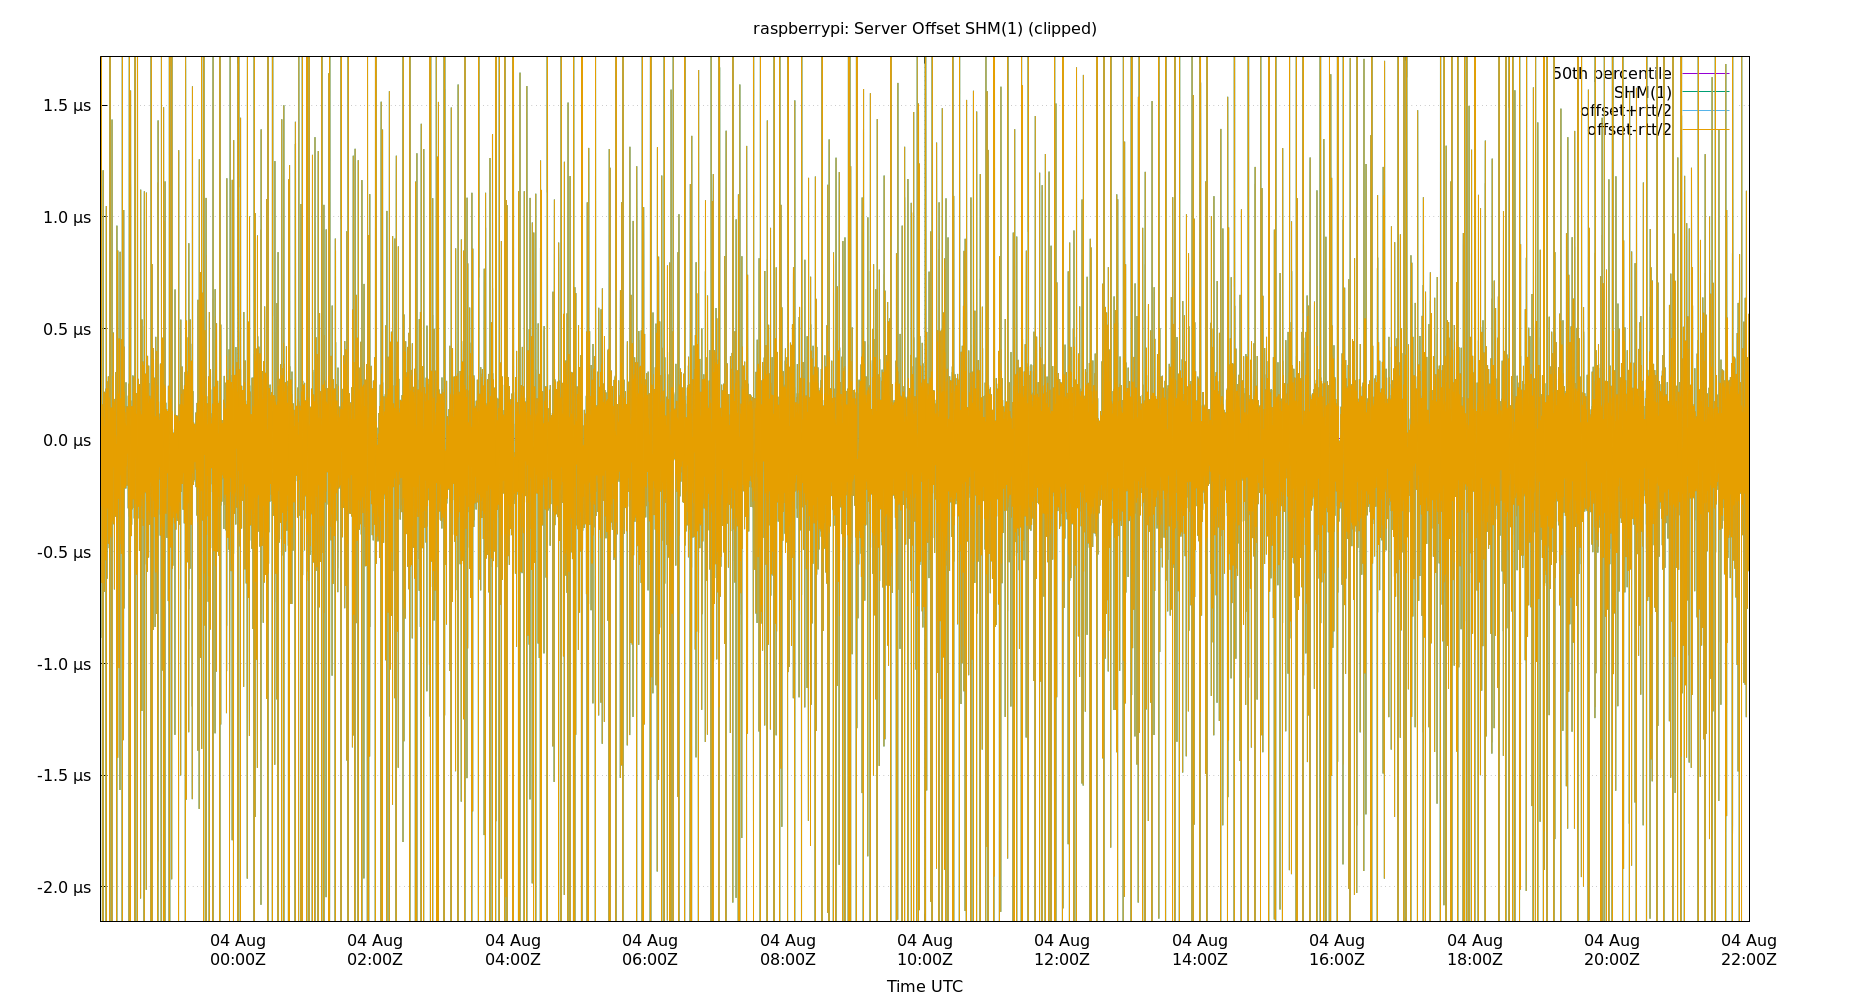 raspberrypi: Server Offset SHM(1) (clipped)
50th percentile
SHM(1)
offset+rtt/2
offset-rtt/2
1.5 µs
1.0 µs
0.5 µs
0.0 µs
-0.5 µs
-1.0 µs
-1.5 µs
-2.0 µs
04 Aug 04 Aug 04 Aug 04 Aug 04 Aug 04 Aug 04 Aug 04 Aug 04 Aug 04 Aug 04 Aug 04 Aug
00:00Z 02:00Z 04:00Z 06:00Z 08:00Z 10:00Z 12:00Z 14:00Z 16:00Z 18:00Z 20:00Z 22:00Z
Time UTC